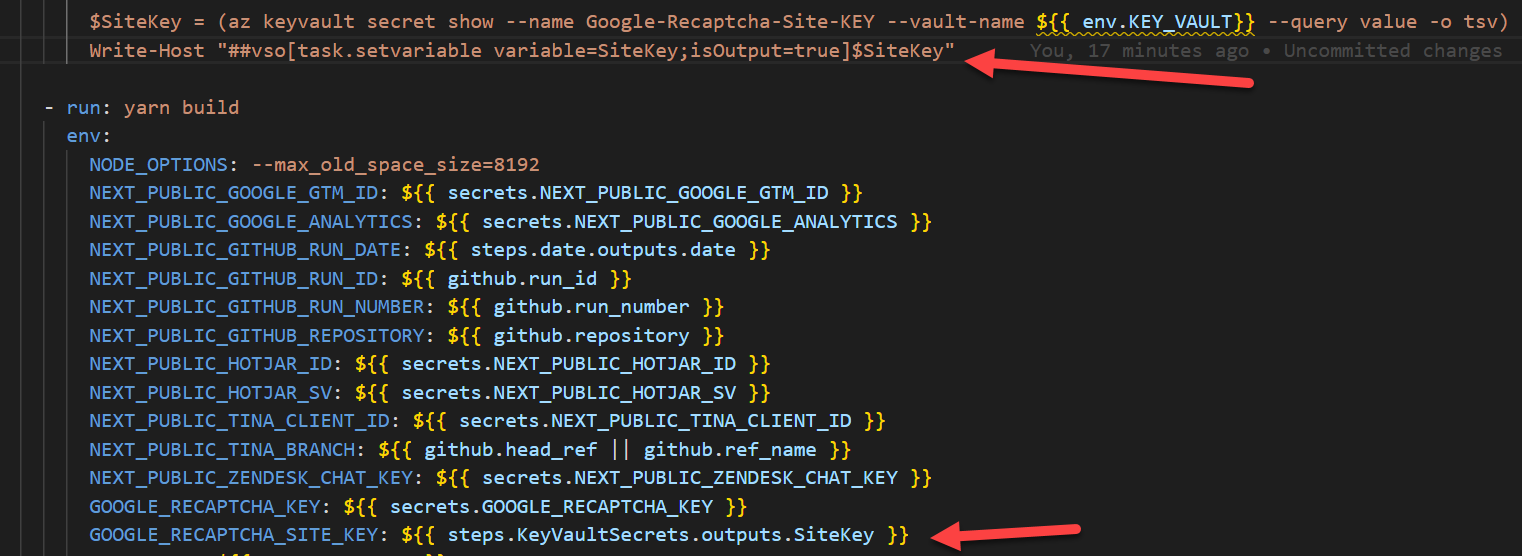 $SiteKey = (az keyvault secret show --name Google-Recaptcha-Site-KEY --vault-name ${{ env.KEY_VAULT}} --query value -o tsv)
Write-Host "##vso[task.setvariable variable=SiteKey;isOutput=true]$SiteKey" You, 17 minutes ago • Uncommitted changes
- run: yarn build
env:
NODE_OPTIONS: --max_old_space_size=8192
NEXT_PUBLIC_GOOGLE_GTM_ID: ${{ secrets.NEXT_PUBLIC_GOOGLE_GTM_ID }}
NEXT_PUBLIC_GOOGLE_ANALYTICS: ${{ secrets.NEXT_PUBLIC_GOOGLE_ANALYTICS }}
NEXT_PUBLIC_GITHUB_RUN_DATE: ${{ steps.date.outputs.date }}
NEXT_PUBLIC_GITHUB_RUN_ID: ${{ github.run_id }}
NEXT_PUBLIC_GITHUB_RUN_NUMBER: ${{ github.run_number }}
NEXT_PUBLIC_GITHUB_REPOSITORY: ${{ github.repository }}
NEXT_PUBLIC_HOTJAR_ID: ${{ secrets.NEXT_PUBLIC_HOTJAR_ID }}
NEXT_PUBLIC_HOTJAR_SV: ${{ secrets.NEXT_PUBLIC_HOTJAR_SV }}
NEXT_PUBLIC_TINA_CLIENT_ID: ${{ secrets.NEXT_PUBLIC_TINA_CLIENT_ID }}
NEXT_PUBLIC_TINA_BRANCH: ${{ github.head_ref || github.ref_name }}
NEXT_PUBLIC_ZENDESK_CHAT_KEY: ${{ secrets.NEXT_PUBLIC_ZENDESK_CHAT_KEY }}
GOOGLE_RECAPTCHA_KEY: ${{ secrets.GOOGLE_RECAPTCHA_KEY }}
GOOGLE_RECAPTCHA_SITE_KEY: ${{ steps.KeyVaultSecrets.outputs.SiteKey }}